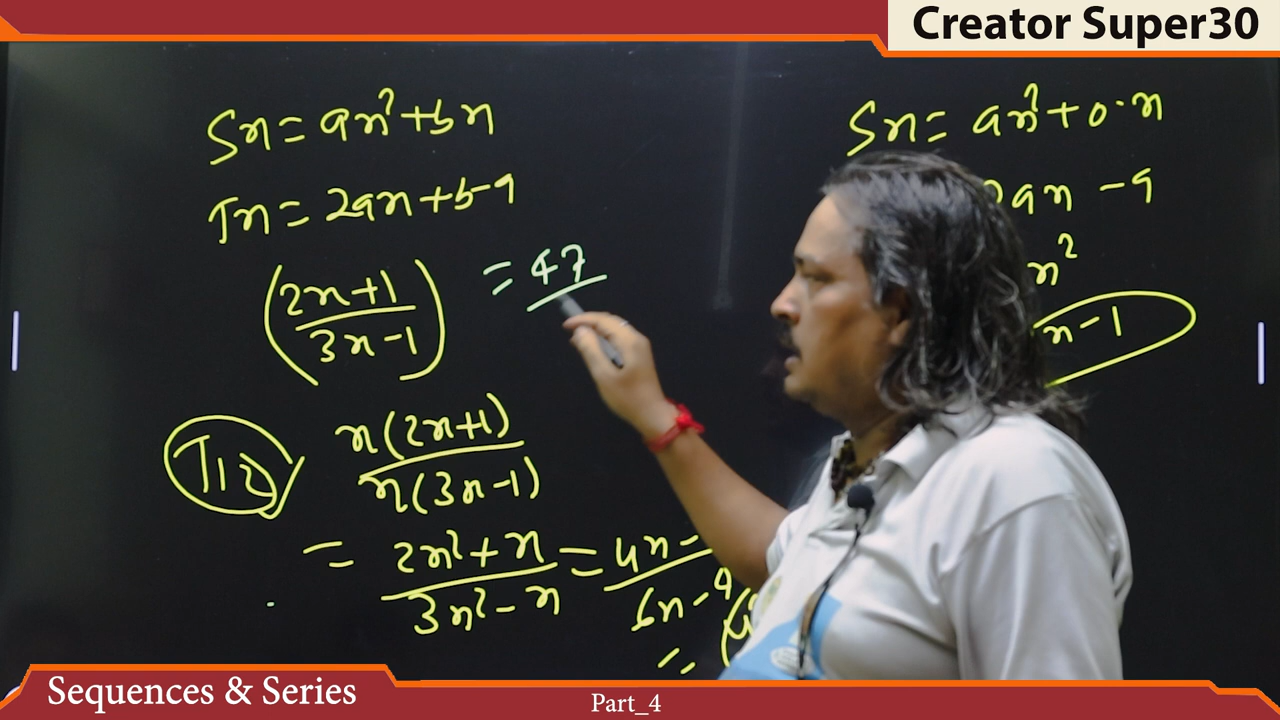 Creator Super30
Sn = an² + bn
Tn = 2an + b-a
(2n+1 / 3n-1) = 47
T12
n(2n+1) / n(3n-1)
= 2n²+n / 3n²-n = 4n- / 6n-4
= (
Sn = an² + 0·n
2an - a
n²
n-1
Sequences & Series
Part_4